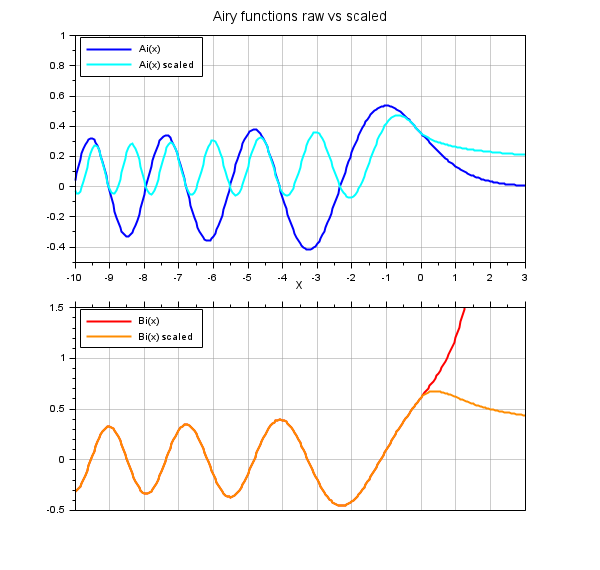 Airy functions raw vs scaled
1
0.8
0.6
0.4
0.2
0
-0.2
-0.4
Ai(x)
Ai(x) scaled
-10 -9 -8 -7 -6 -5 -4 -3 -2 -1 0 1 2 3
X
1.5
1
0.5
0
-0.5
Bi(x)
Bi(x) scaled